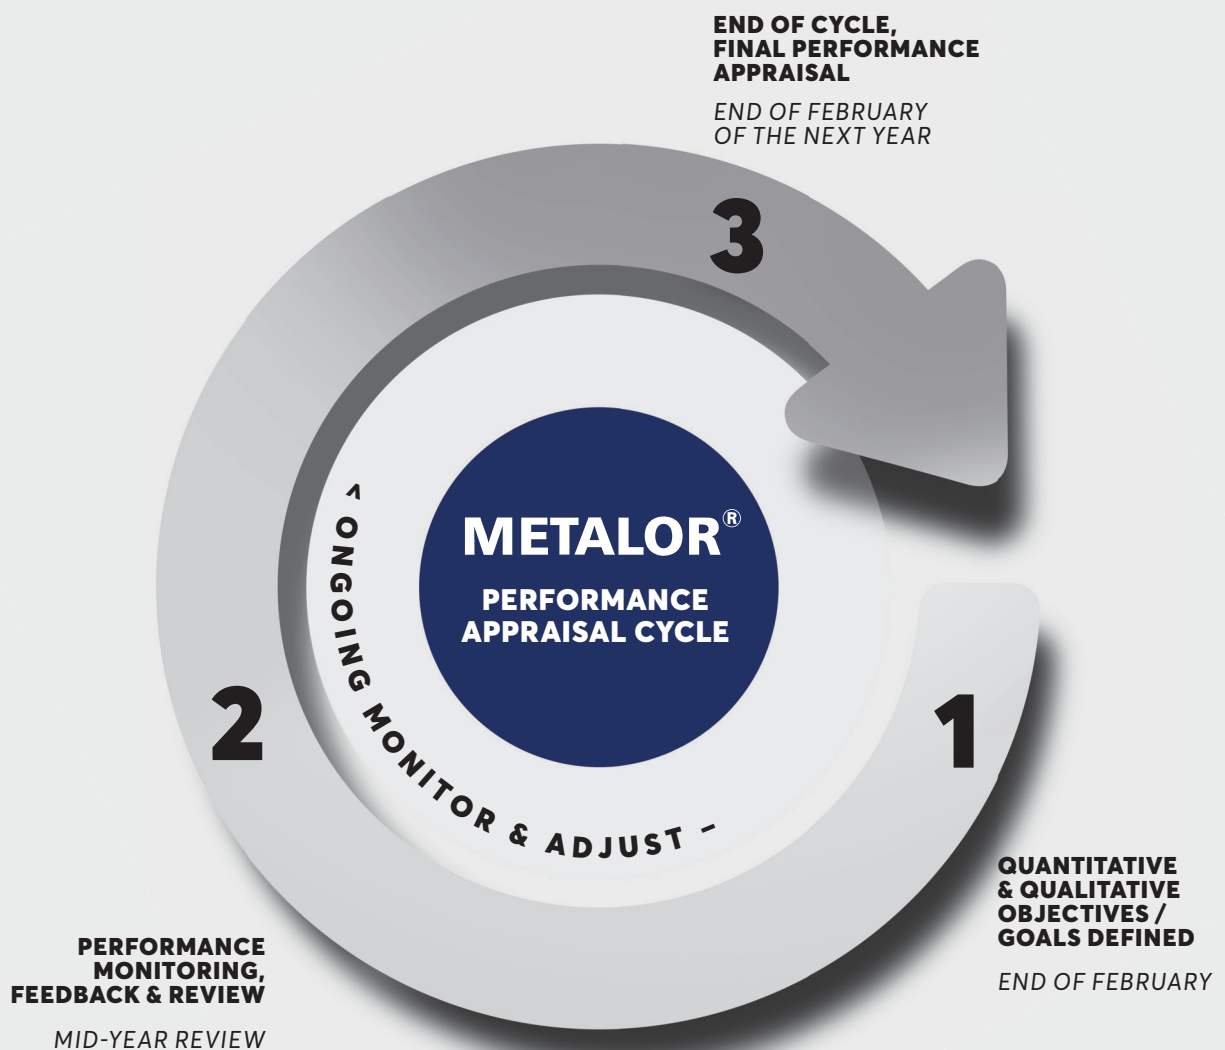 END OF CYCLE,
FINAL PERFORMANCE
APPRAISAL
END OF FEBRUARY
OF THE NEXT YEAR
3
METALOR®
PERFORMANCE
APPRAISAL CYCLE
< ONGOING MONITOR & ADJUST –
2
1
QUANTITATIVE
& QUALITATIVE
OBJECTIVES /
GOALS DEFINED
END OF FEBRUARY
PERFORMANCE
MONITORING,
FEEDBACK & REVIEW
MID-YEAR REVIEW